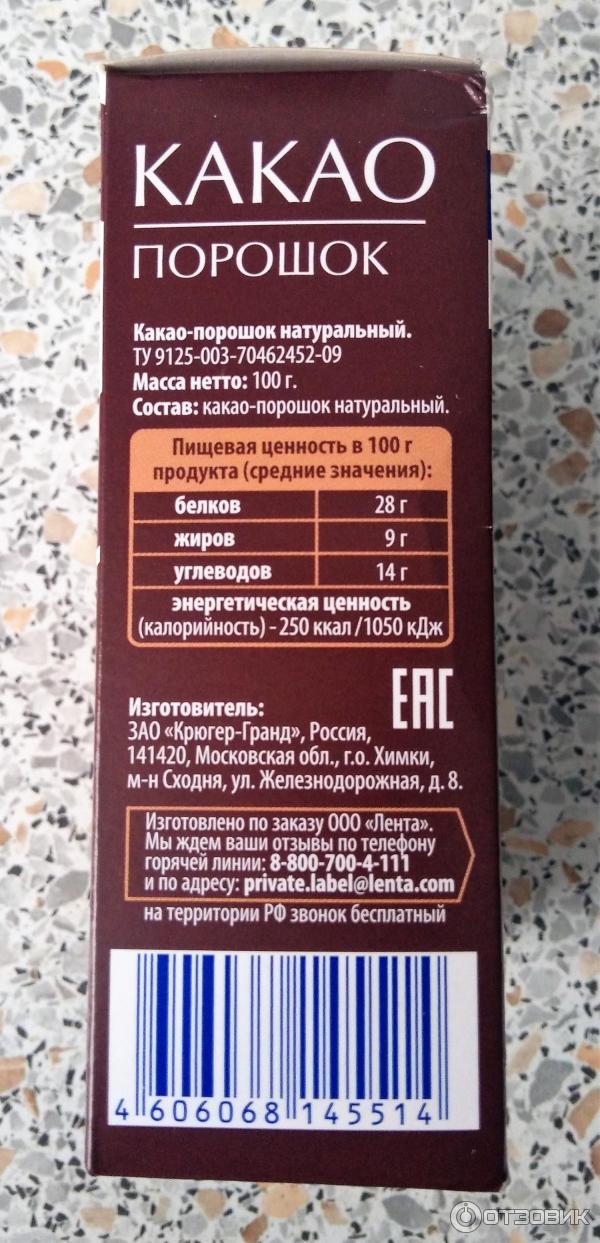 КАКАО
ПОРОШОК
Какао-порошок натуральный.
ТУ 9125-003-70462452-09
Масса нетто: 100 г.
Состав: какао-порошок натуральный.
Пищевая ценность в 100 г
продукта (средние значения):
белков 28 г
жиров 9 г
углеводов 14 г
энергетическая ценность
(калорийность) - 250 ккал /1050 кДж
Изготовитель:
ЗАО «Крюгер-Гранд», Россия,
141420, Московская обл., г.о. Химки,
м-н Сходня, ул. Железнодорожная, д. 8.
EAC
Изготовлено по заказу ООО «Лента».
Мы ждем ваши отзывы по телефону
горячей линии: 8-800-700-4-111
и по адресу: private.label@lenta.com
на территории РФ звонок бесплатный
4 606068 145514
ОТЗОВИК